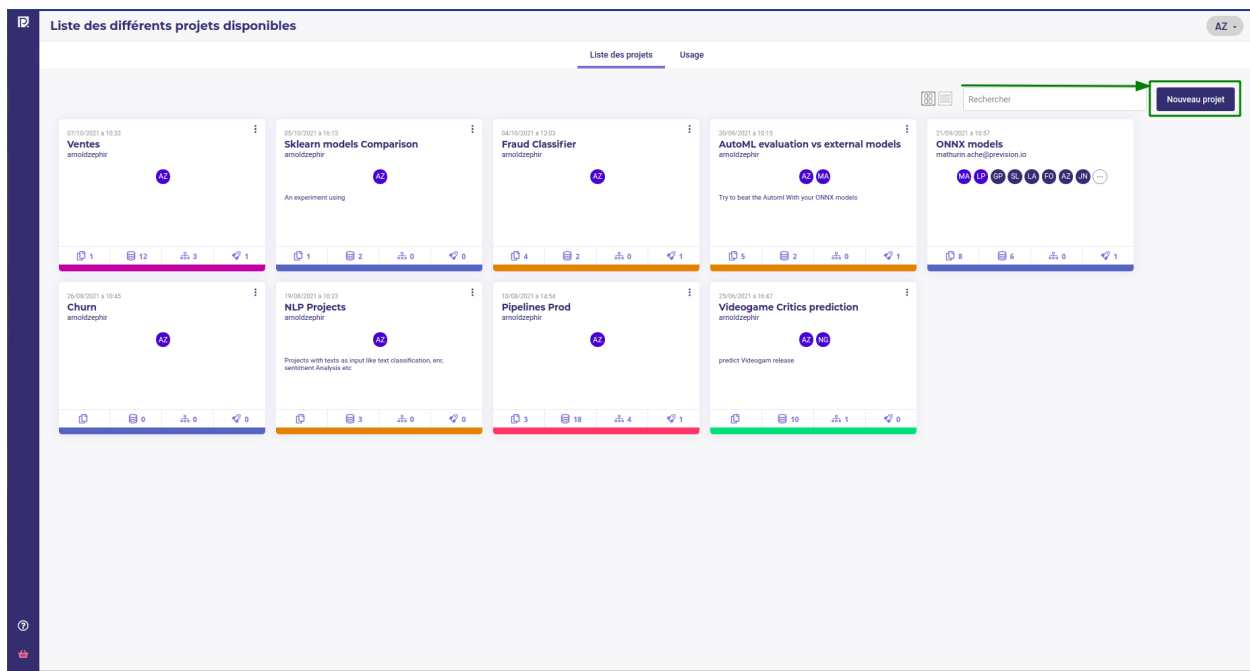 Liste des différents projets disponibles
AZ
Liste des projets
Usage
Rechercher
Nouveau projet
07/10/2021 à 10:33
Ventes
arnoldzephir
AZ
1 12 3 1
05/10/2021 à 16:15
Sklearn models Comparison
arnoldzephir
AZ
An experiment using
1 2 0 0
04/10/2021 à 12:03
Fraud Classifier
arnoldzephir
AZ
4 2 0 1
30/09/2021 à 10:15
AutoML evaluation vs external models
arnoldzephir
AZ MA
Try to beat the Automl With your ONNX models
5 2 0 1
21/09/2021 à 10:57
ONNX models
mathurin.ache@prevision.io
MA LP GP SL LA FO AZ JN ...
8 6 0 1
26/08/2021 à 10:45
Churn
arnoldzephir
AZ
0 0 0
19/08/2021 à 10:23
NLP Projects
arnoldzephir
AZ
Projects with texts as input like text classification, enr,
sentiment Analysis etc
3 0 0
10/08/2021 à 14:54
Pipelines Prod
arnoldzephir
AZ
3 18 4 1
25/06/2021 à 16:47
Videogame Critics prediction
arnoldzephir
AZ NG
predict Videogam release
10 1 0